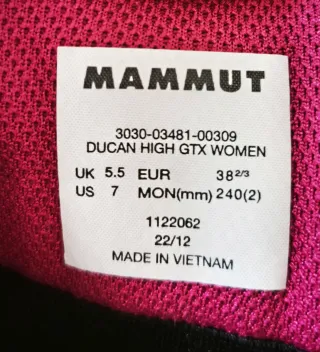 MAMMUT
3030-03481-00309
DUCAN HIGH GTX WOMEN
UK 5.5 EUR 38 2/3
US 7 MON(mm) 240(2)
1122062
22/12
MADE IN VIETNAM